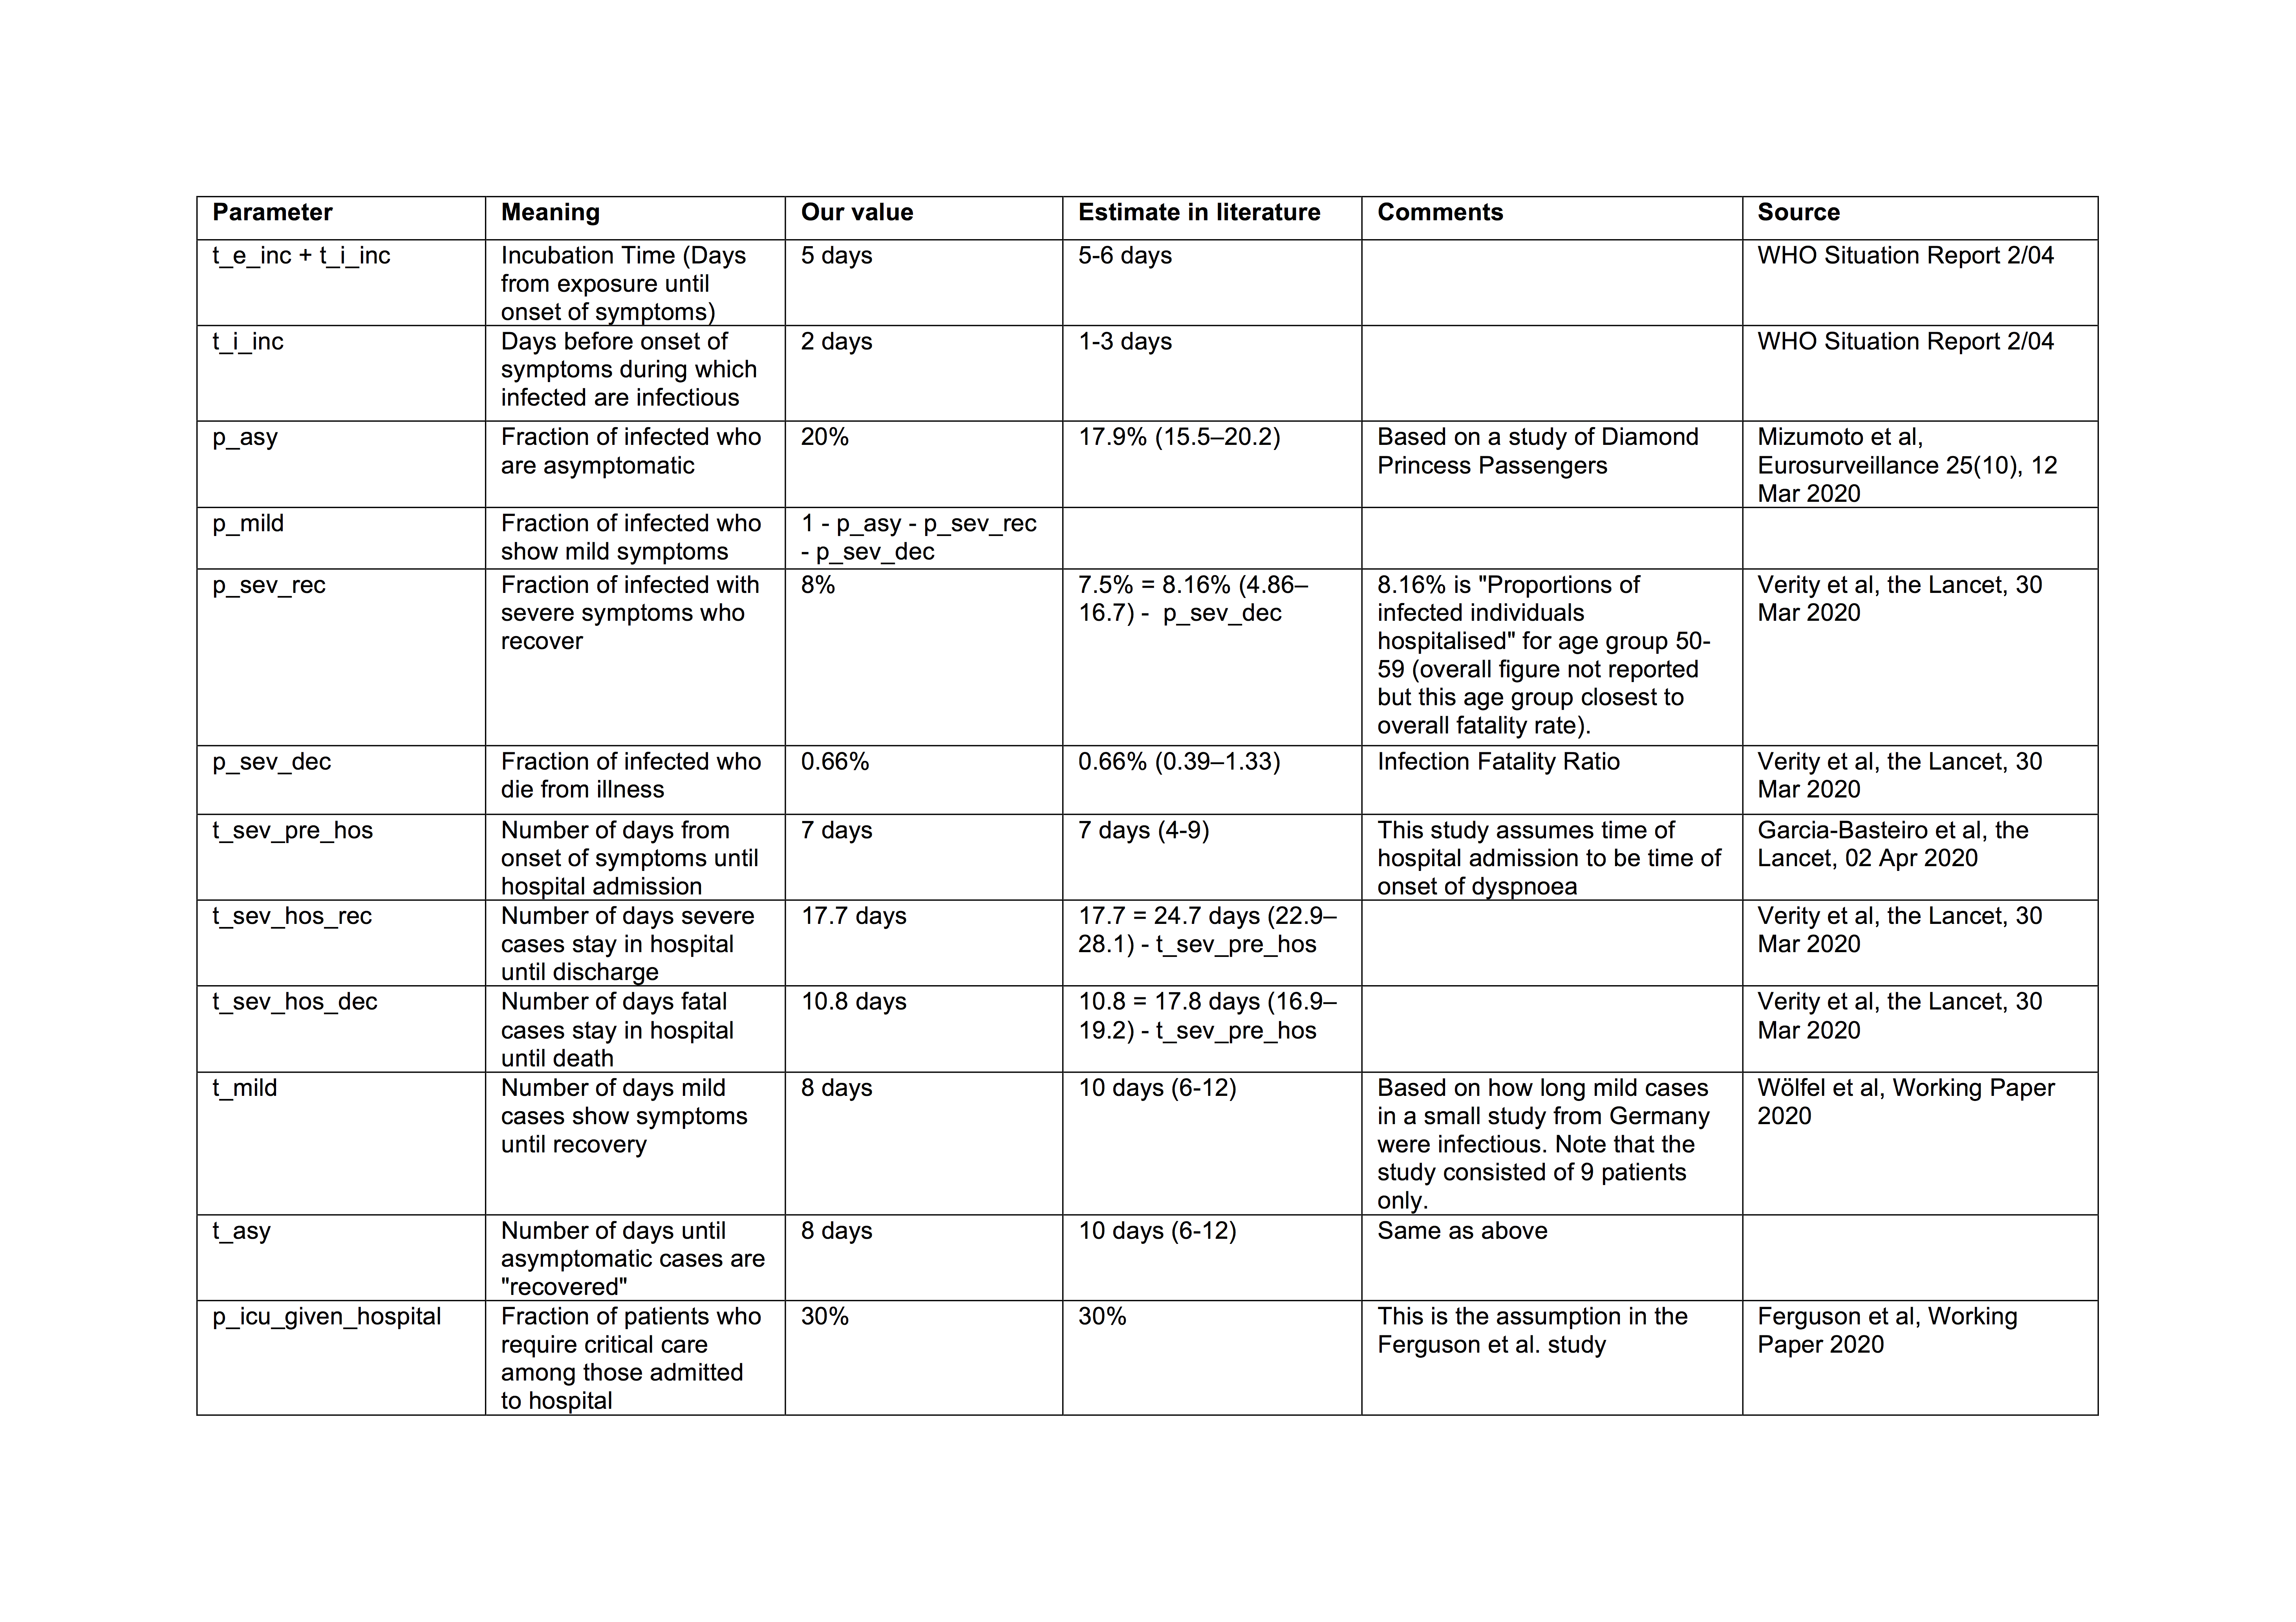 Parameter
Meaning
Our value
Estimate in literature
Comments
Source
t_e_inc + t_i_inc
Incubation Time (Days
from exposure until
onset of symptoms)
5 days
5-6 days
WHO Situation Report 2/04
t_i_inc
Days before onset of
symptoms during which
infected are infectious
2 days
1-3 days
WHO Situation Report 2/04
p_asy
Fraction of infected who
are asymptomatic
20%
17.9% (15.5–20.2)
Based on a study of Diamond
Princess Passengers
Mizumoto et al,
Eurosurveillance 25(10), 12
Mar 2020
p_mild
Fraction of infected who
show mild symptoms
1 - p_asy - p_sev_rec
- p_sev_dec
p_sev_rec
Fraction of infected with
severe symptoms who
recover
8%
7.5% = 8.16% (4.86–
16.7) -  p_sev_dec
8.16% is "Proportions of
infected individuals
hospitalised" for age group 50-
59 (overall figure not reported
but this age group closest to
overall fatality rate).
Verity et al, the Lancet, 30
Mar 2020
p_sev_dec
Fraction of infected who
die from illness
0.66%
0.66% (0.39–1.33)
Infection Fatality Ratio
Verity et al, the Lancet, 30
Mar 2020
t_sev_pre_hos
Number of days from
onset of symptoms until
hospital admission
7 days
7 days (4-9)
This study assumes time of
hospital admission to be time of
onset of dyspnoea
Garcia-Basteiro et al, the
Lancet, 02 Apr 2020
t_sev_hos_rec
Number of days severe
cases stay in hospital
until discharge
17.7 days
17.7 = 24.7 days (22.9–
28.1) - t_sev_pre_hos
Verity et al, the Lancet, 30
Mar 2020
t_sev_hos_dec
Number of days fatal
cases stay in hospital
until death
10.8 days
10.8 = 17.8 days (16.9–
19.2) - t_sev_pre_hos
Verity et al, the Lancet, 30
Mar 2020
t_mild
Number of days mild
cases show symptoms
until recovery
8 days
10 days (6-12)
Based on how long mild cases
in a small study from Germany
were infectious. Note that the
study consisted of 9 patients
only.
Wölfel et al, Working Paper
2020
t_asy
Number of days until
asymptomatic cases are
"recovered"
8 days
10 days (6-12)
Same as above
p_icu_given_hospital
Fraction of patients who
require critical care
among those admitted
to hospital
30%
30%
This is the assumption in the
Ferguson et al. study
Ferguson et al, Working
Paper 2020